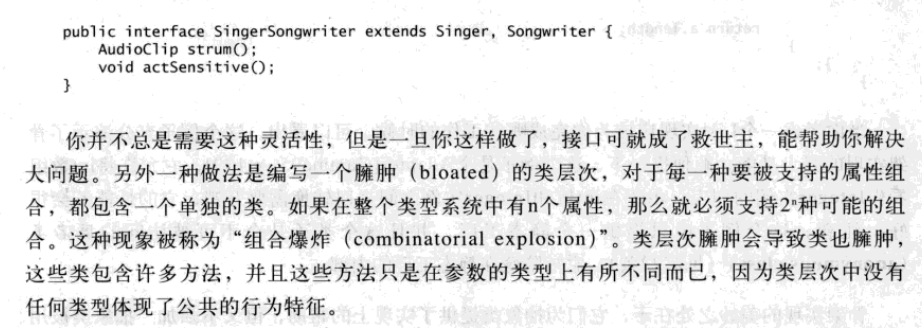 public interface SingerSongwriter extends Singer, Songwriter {
    AudioClip strum();
    void actSensitive();
}
你并不总是需要这种灵活性，但是一旦你这样做了，接口可就成了救世主，能帮助你解决
大问题。另外一种做法是编写一个臃肿（bloated）的类层次，对于每一种要被支持的属性组
合，都包含一个单独的类。如果在整个类型系统中有n个属性，那么就必须支持2ⁿ种可能的组
合。这种现象被称为“组合爆炸（combinatorial explosion）”。类层次臃肿会导致类也臃肿，
这些类包含许多方法，并且这些方法只是在参数的类型上有所不同而已，因为类层次中没有
任何类型体现了公共的行为特征。